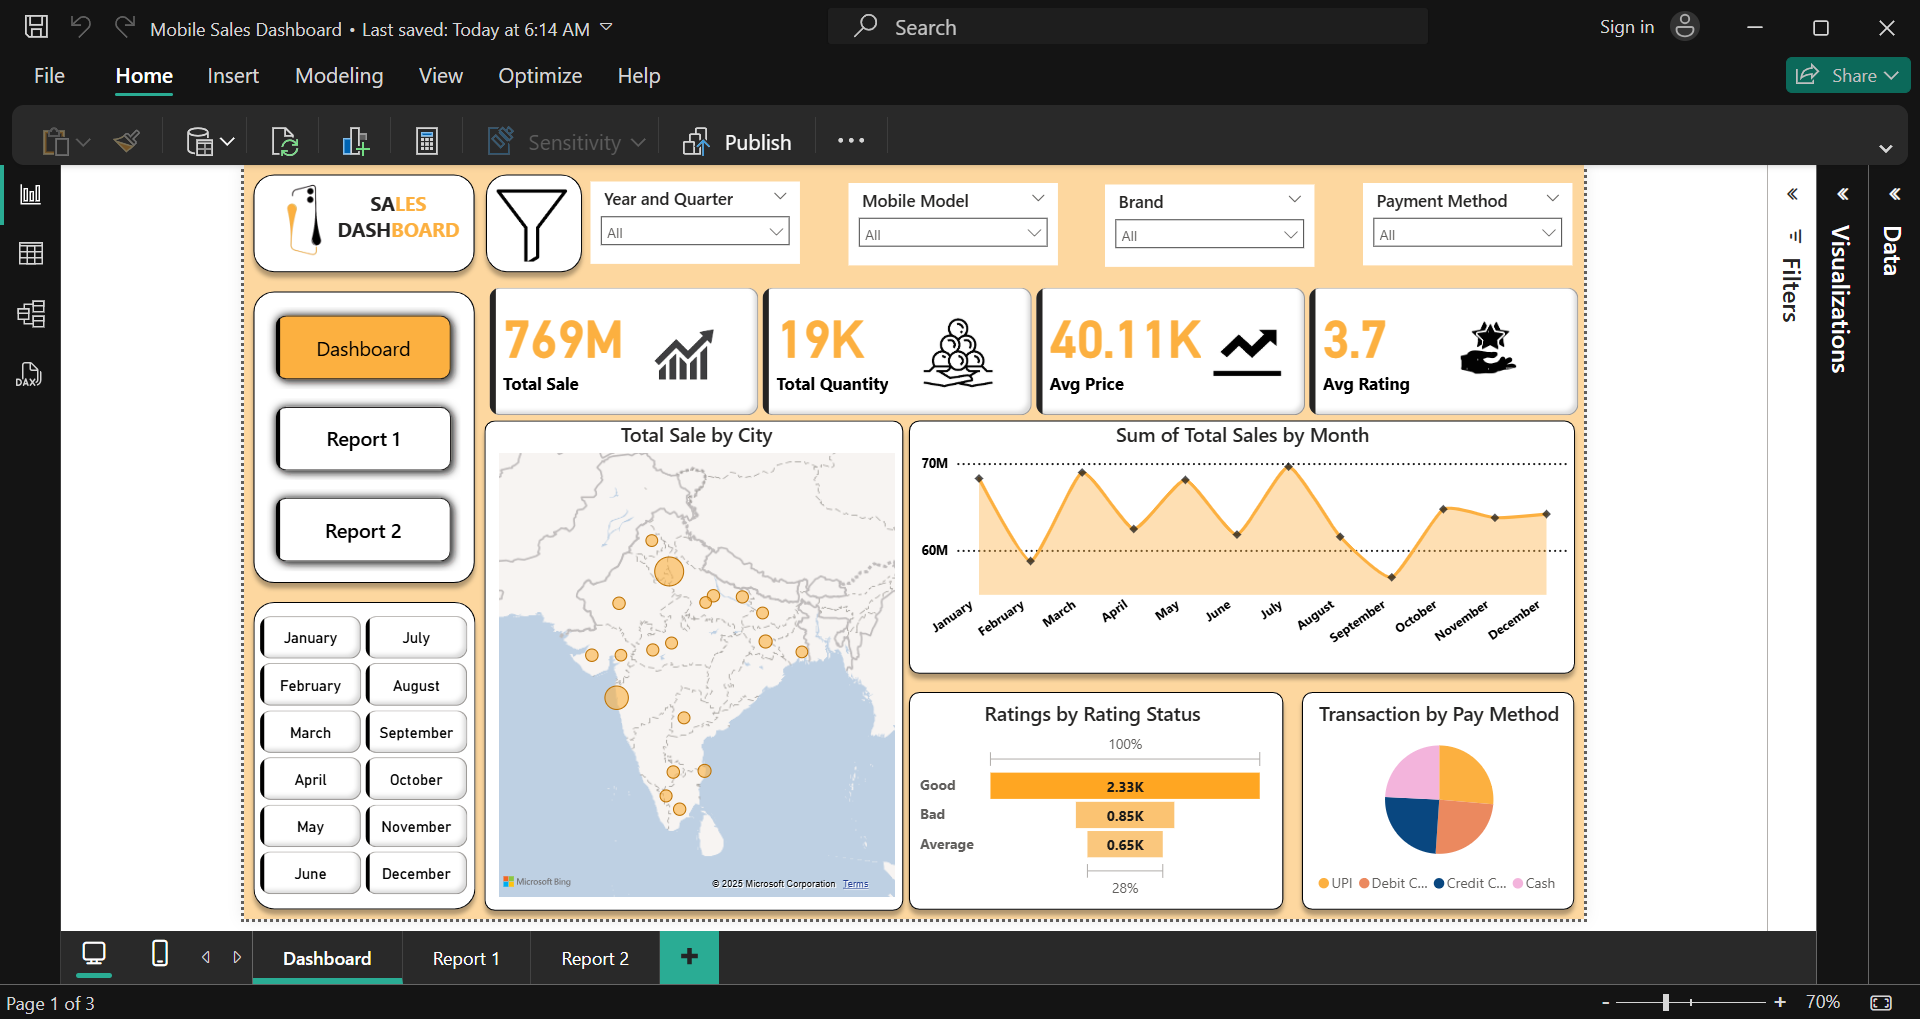 Mobile Sales Dashboard • Last saved: Today at 6:14 AM
Search
Sign in
File Home Insert Modeling View Optimize Help
Share
Sensitivity
Publish
DAX
SALES
DASHBOARD
Year and Quarter
All
Mobile Model
All
Brand
All
Payment Method
All
Filters
Visualizations
Data
Dashboard
Report 1
Report 2
769M
Total Sale
19K
Total Quantity
40.11K
Avg Price
3.7
Avg Rating
January July
February August
March September
April October
May November
June December
Total Sale by City
Microsoft Bing
© 2025 Microsoft Corporation Terms
Sum of Total Sales by Month
70M
60M
January February March April May June July August September October November December
Ratings by Rating Status
100%
Good 2.33K
Bad 0.85K
Average 0.65K
28%
Transaction by Pay Method
UPI Debit C... Credit C... Cash
Dashboard Report 1 Report 2 +
Page 1 of 3
- + 70%